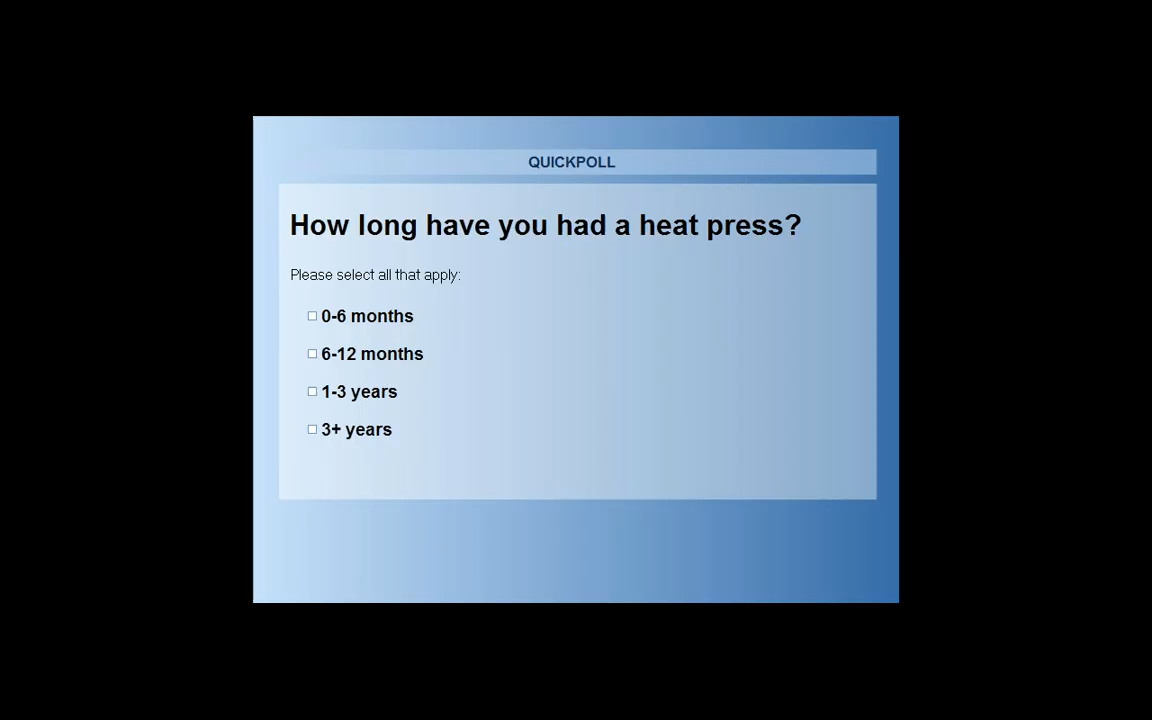 QUICKPOLL
How long have you had a heat press?
Please select all that apply:
0-6 months
6-12 months
1-3 years
3+ years